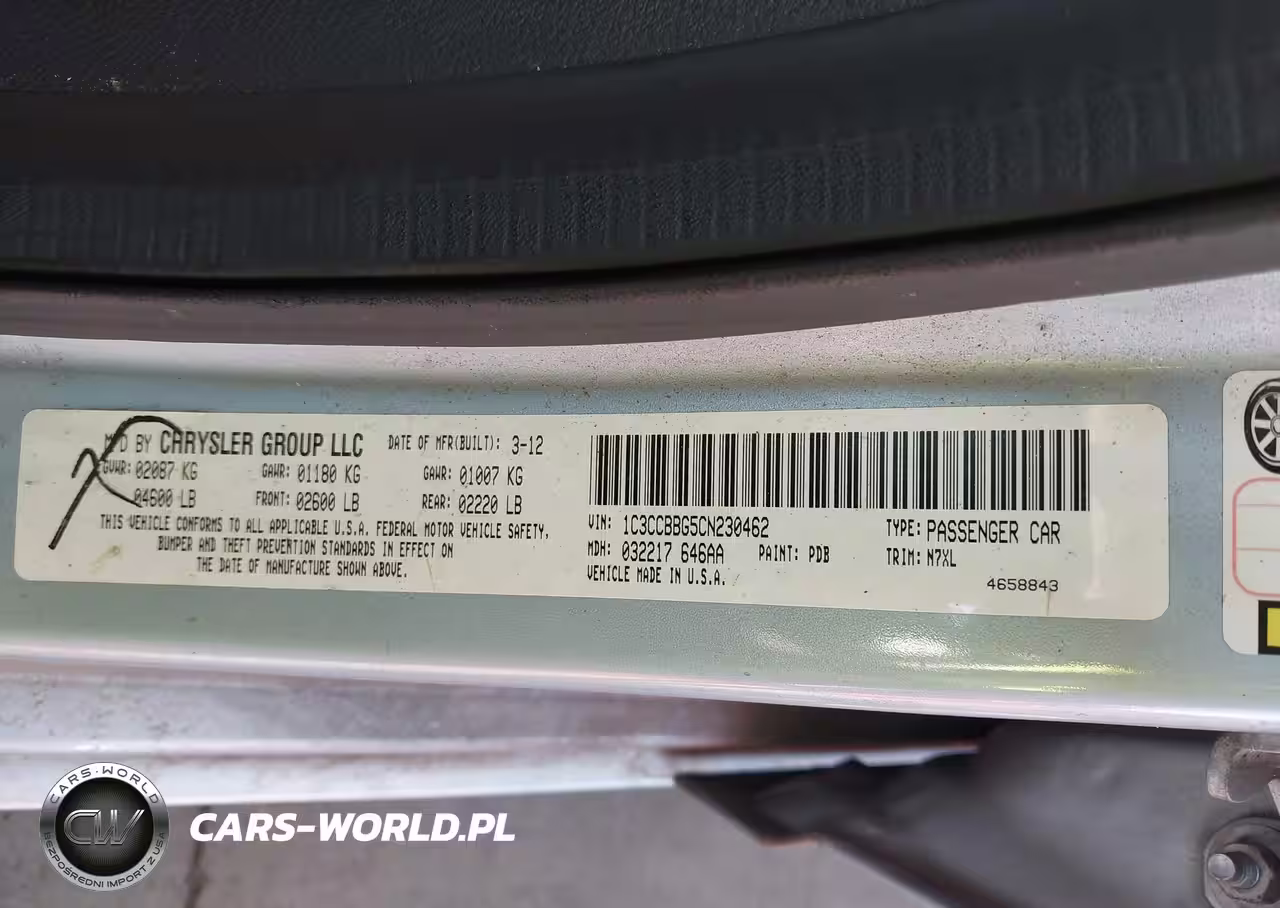 MFD BY CHRYSLER GROUP LLC DATE OF MFR(BUILT): 3-12
GVWR: 02087 KG GAWR: 01180 KG GAWR: 01007 KG
04600 LB FRONT: 02600 LB REAR: 02220 LB
THIS VEHICLE CONFORMS TO ALL APPLICABLE U.S.A. FEDERAL MOTOR VEHICLE SAFETY,
BUMPER AND THEFT PREVENTION STANDARDS IN EFFECT ON
THE DATE OF MANUFACTURE SHOWN ABOVE.
VIN: 1C3CCBBG5CN230462 TYPE: PASSENGER CAR
MDH: 032217 646AA PAINT: PDB TRIM: N7XL
VEHICLE MADE IN U.S.A.
4658843
CARS-WORLD
CW
BEZPOŚREDNI IMPORT Z USA
CARS-WORLD.PL